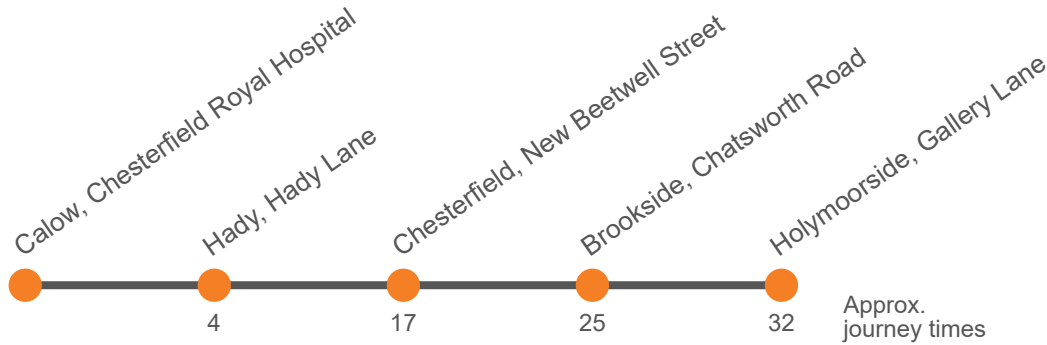 Calow, Chesterfield Royal Hospital
Hady, Hady Lane
Chesterfield, New Beetwell Street
Brookside, Chatsworth Road
Holymoorside, Gallery Lane
4
17
25
32
Approx.
journey times